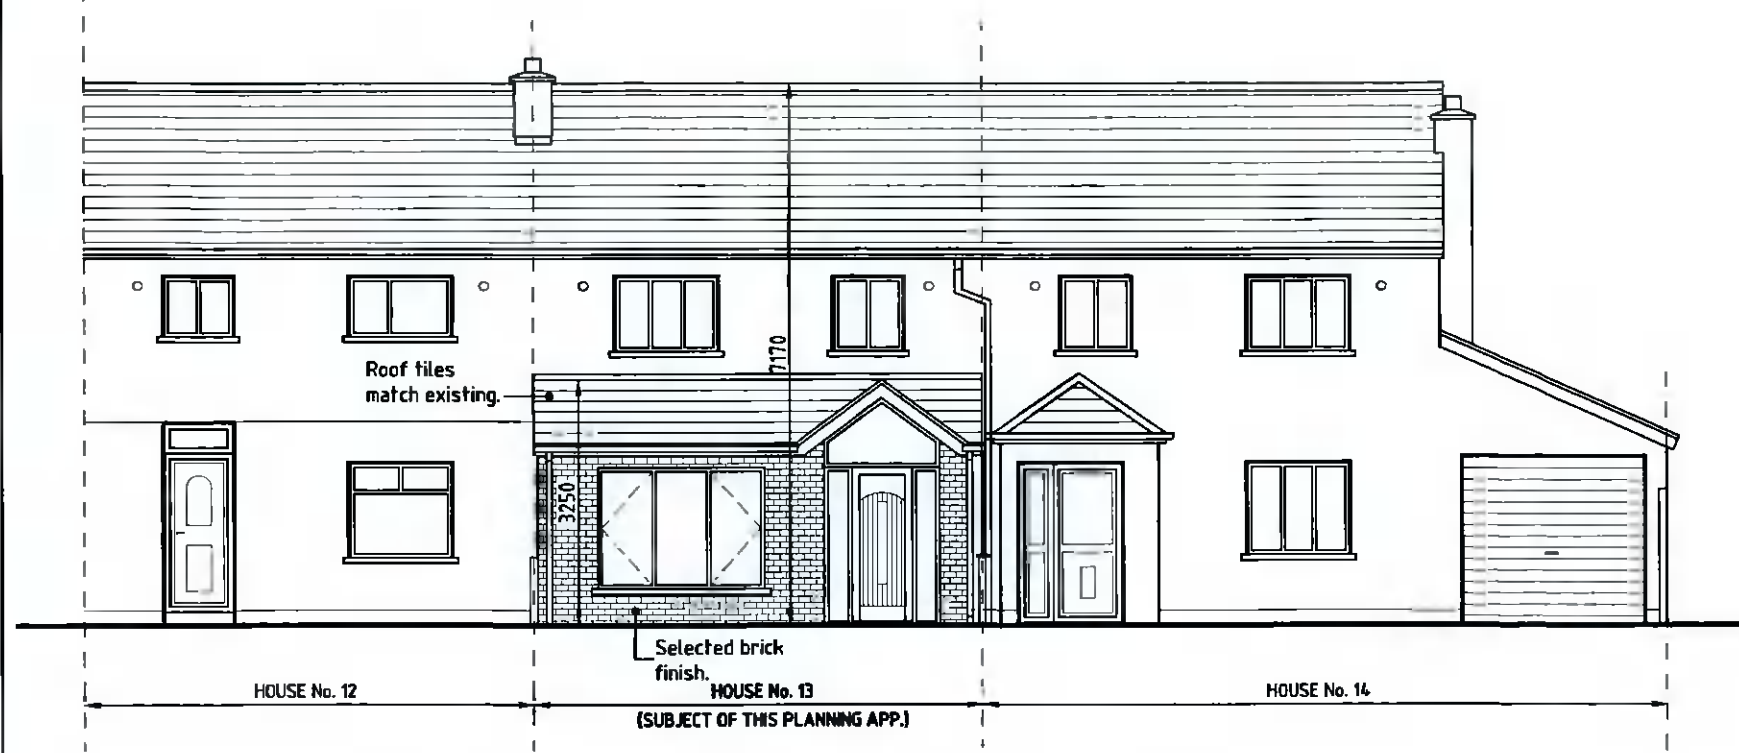 7170
Roof tiles
match existing.
3250
Selected brick
finish.
HOUSE No. 12
HOUSE No. 13
HOUSE No. 14
(SUBJECT OF THIS PLANNING APP.)